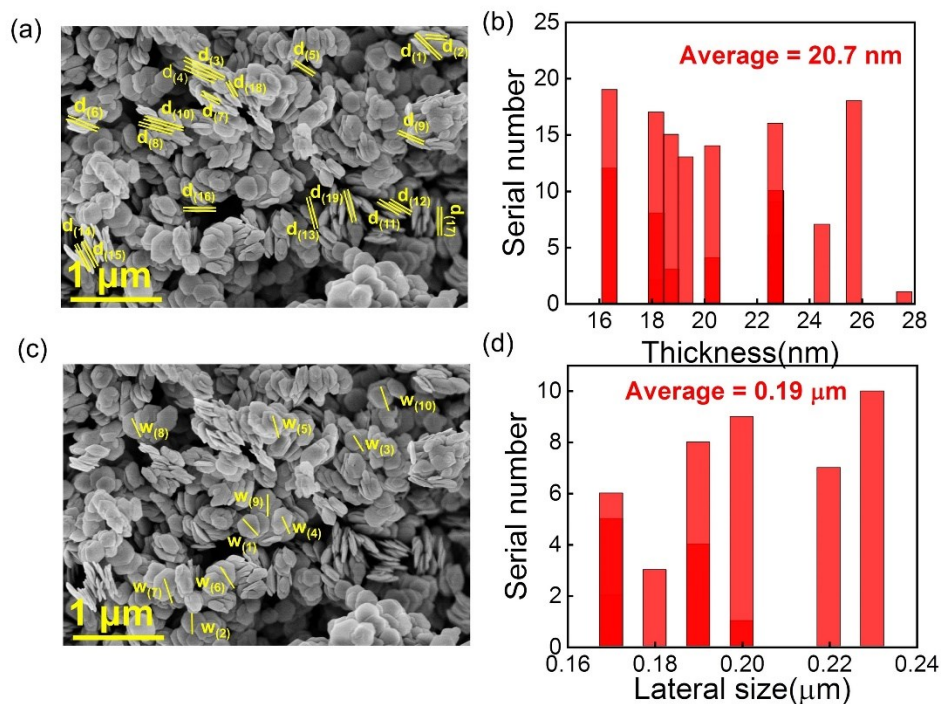 (a)
d(1)
d(2)
d(3)
d(4)
d(5)
d(18)
d(7)
d(6)
d(10)
d(8)
d(9)
d(16)
d(19)
d(12)
d(11)
d(13)
d(17)
d(14)
d(15)
1 μm
(b)
Average = 20.7 nm
Serial number
25
20
15
10
5
0
16
18
20
22
24
26
28
Thickness(nm)
(c)
w(10)
w(8)
w(5)
w(3)
w(9)
w(4)
w(1)
w(6)
w(7)
w(2)
1 μm
(d)
Average = 0.19 μm
Serial number
10
8
6
4
2
0
0.16
0.18
0.20
0.22
0.24
Lateral size(μm)